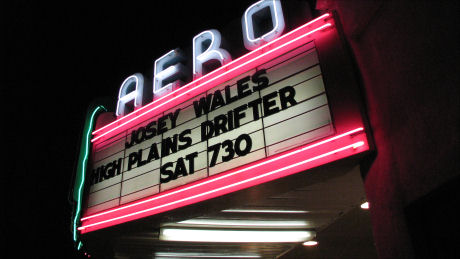 AERO
JOSEY WALES
HIGH PLAINS DRIFTER
SAT 730